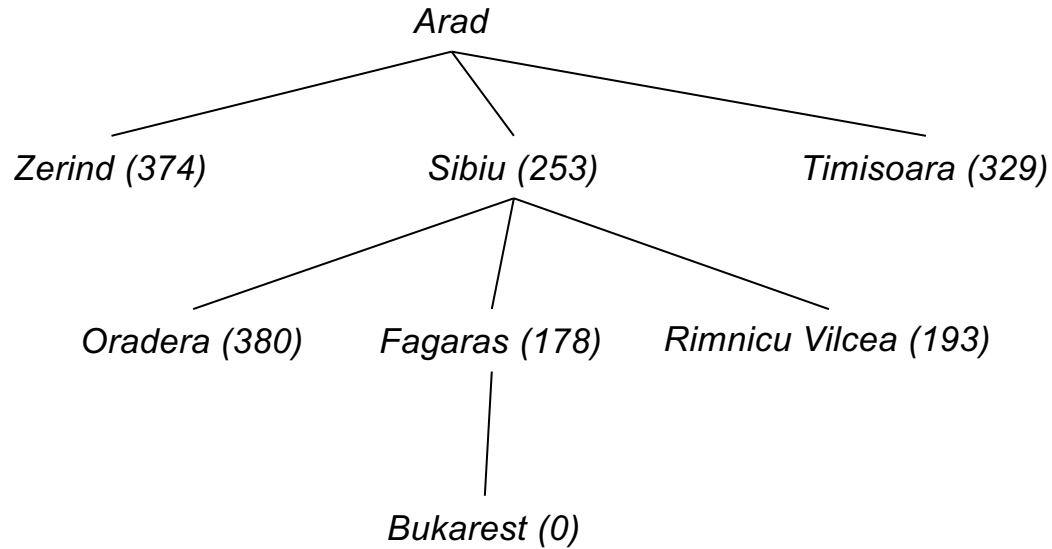 Arad
Zerind (374) Sibiu (253) Timisoara (329)
Oradera (380) Fagaras (178) Rimnicu Vilcea (193)
Bukarest (0)